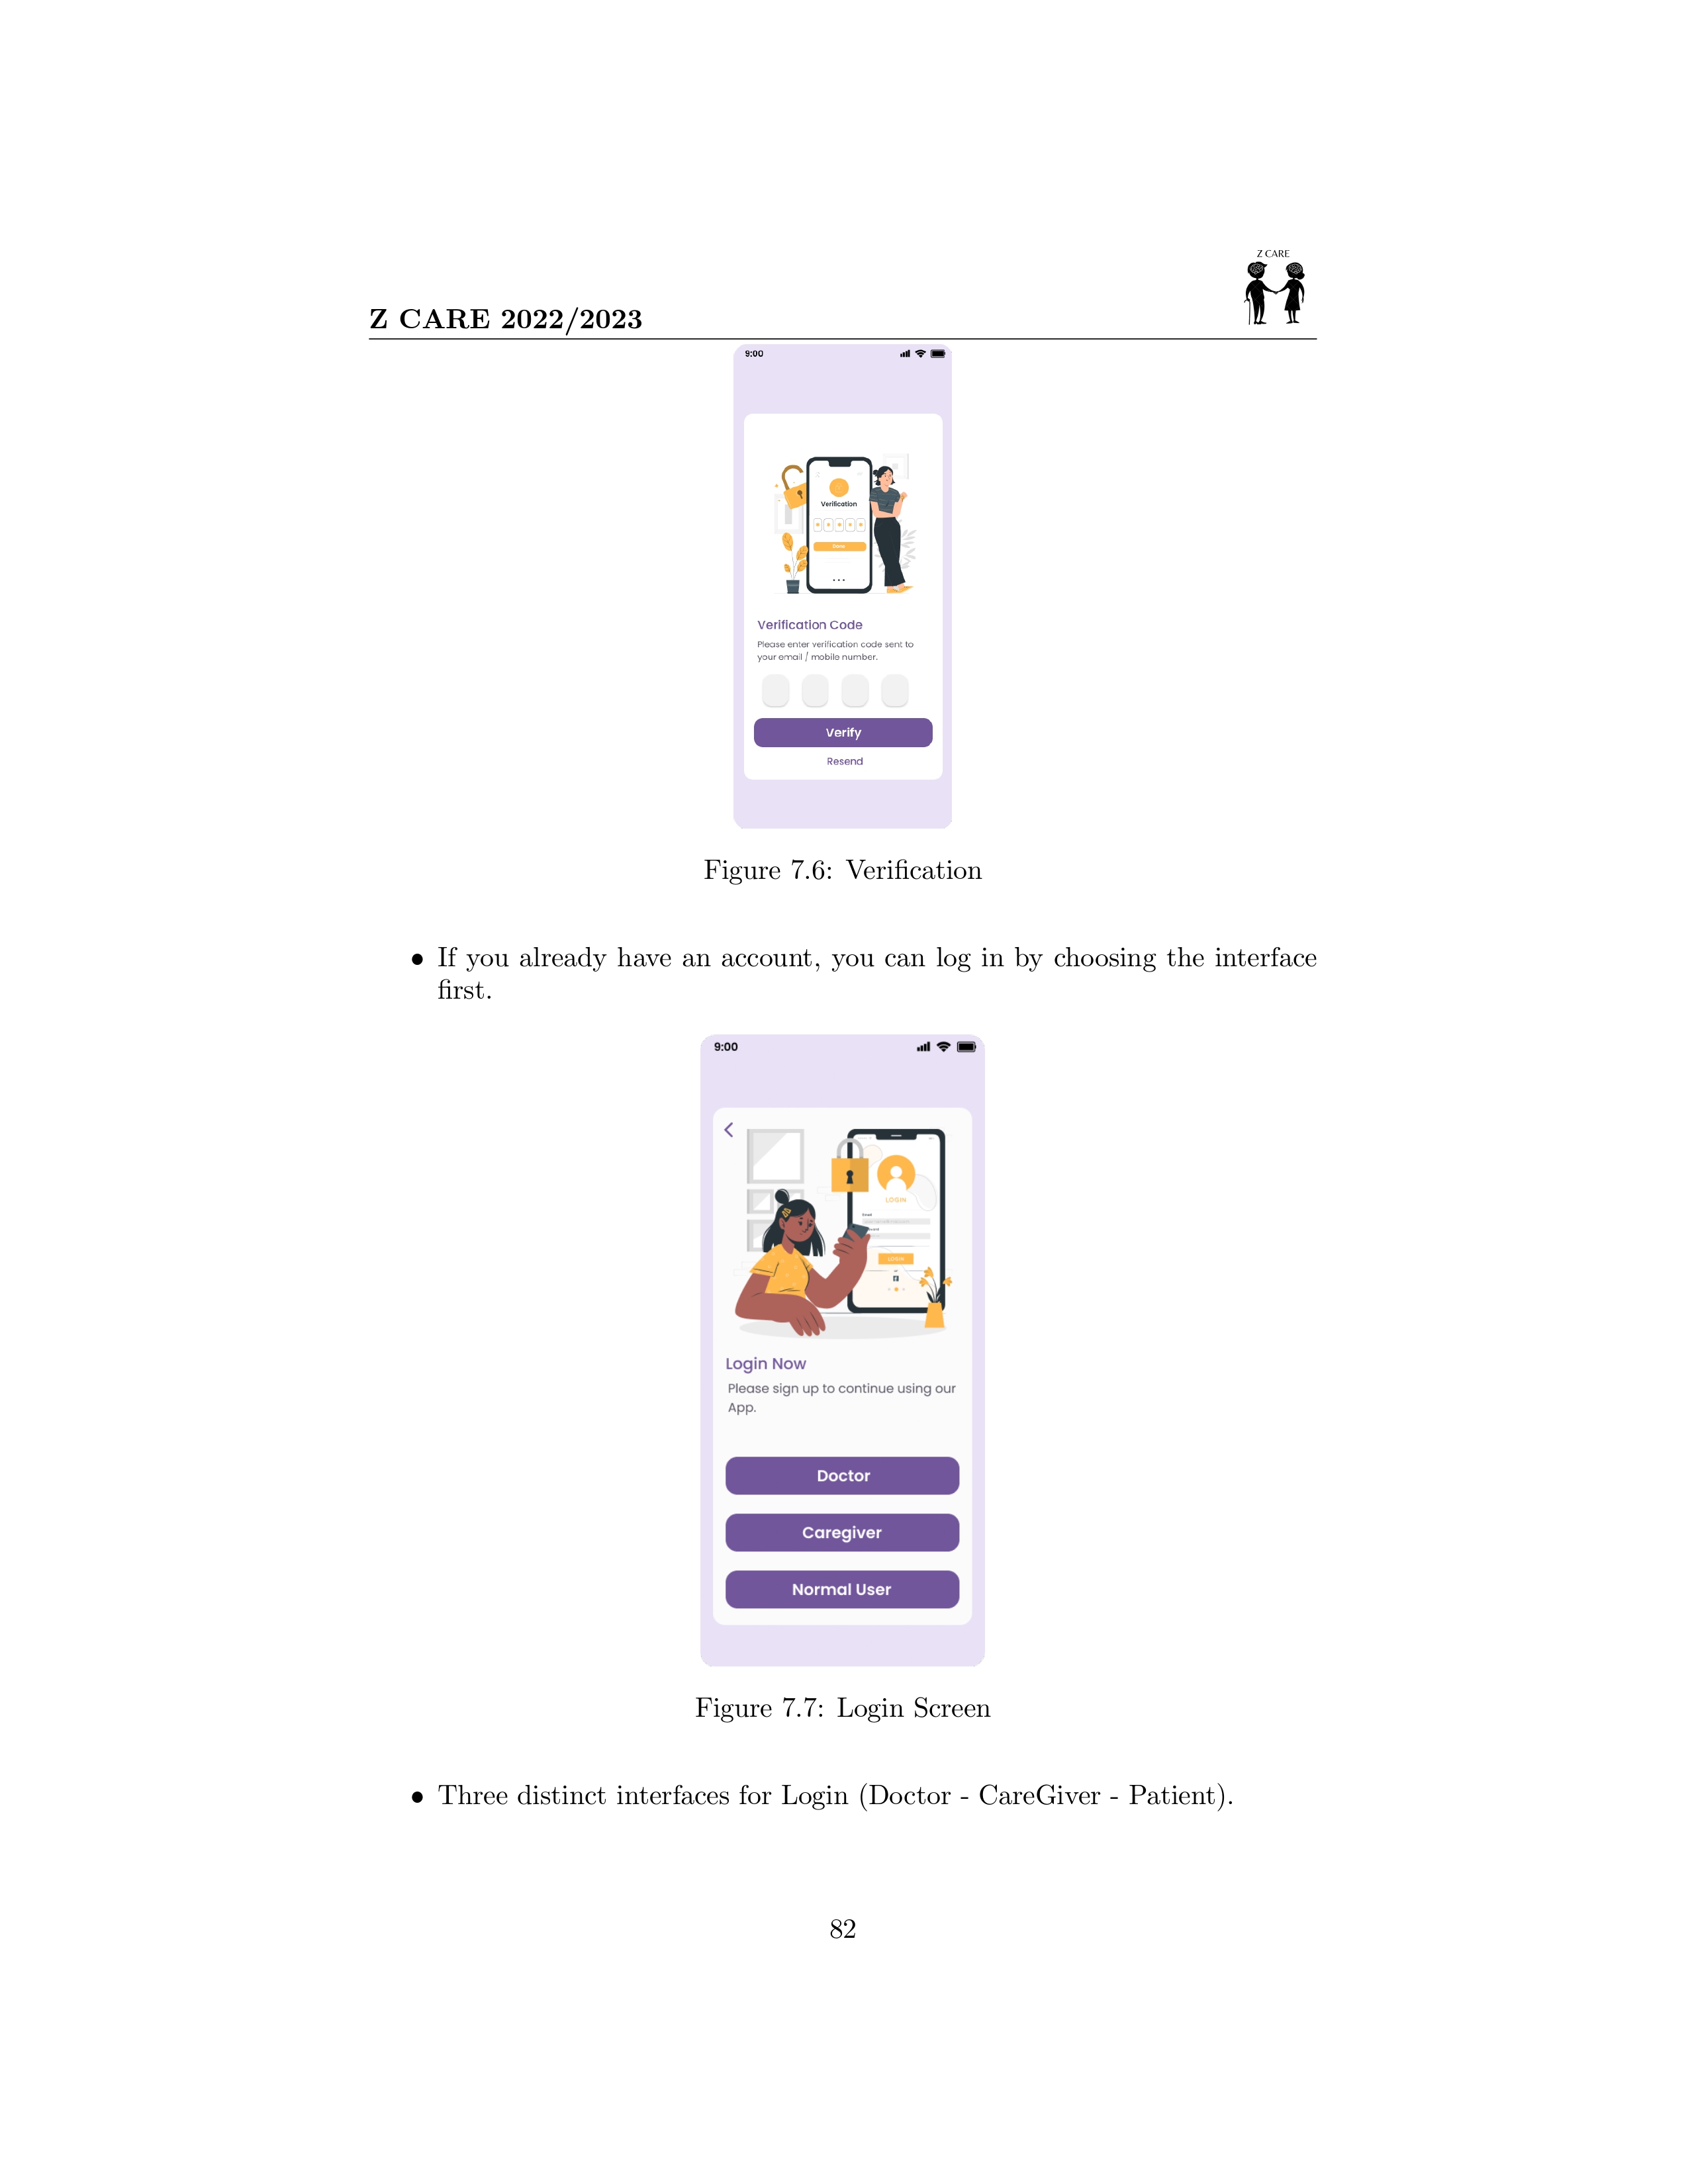 Z CARE
Z CARE 2022/2023
9:00
Verification
Done
Verification Code
Please enter verification code sent to
your email / mobile number.
Verify
Resend
Figure 7.6: Verification
• If you already have an account, you can log in by choosing the interface
first.
9:00
LOGIN
Email
LOGIN
Login Now
Please sign up to continue using our
App.
Doctor
Caregiver
Normal User
Figure 7.7: Login Screen
• Three distinct interfaces for Login (Doctor - CareGiver - Patient).
82